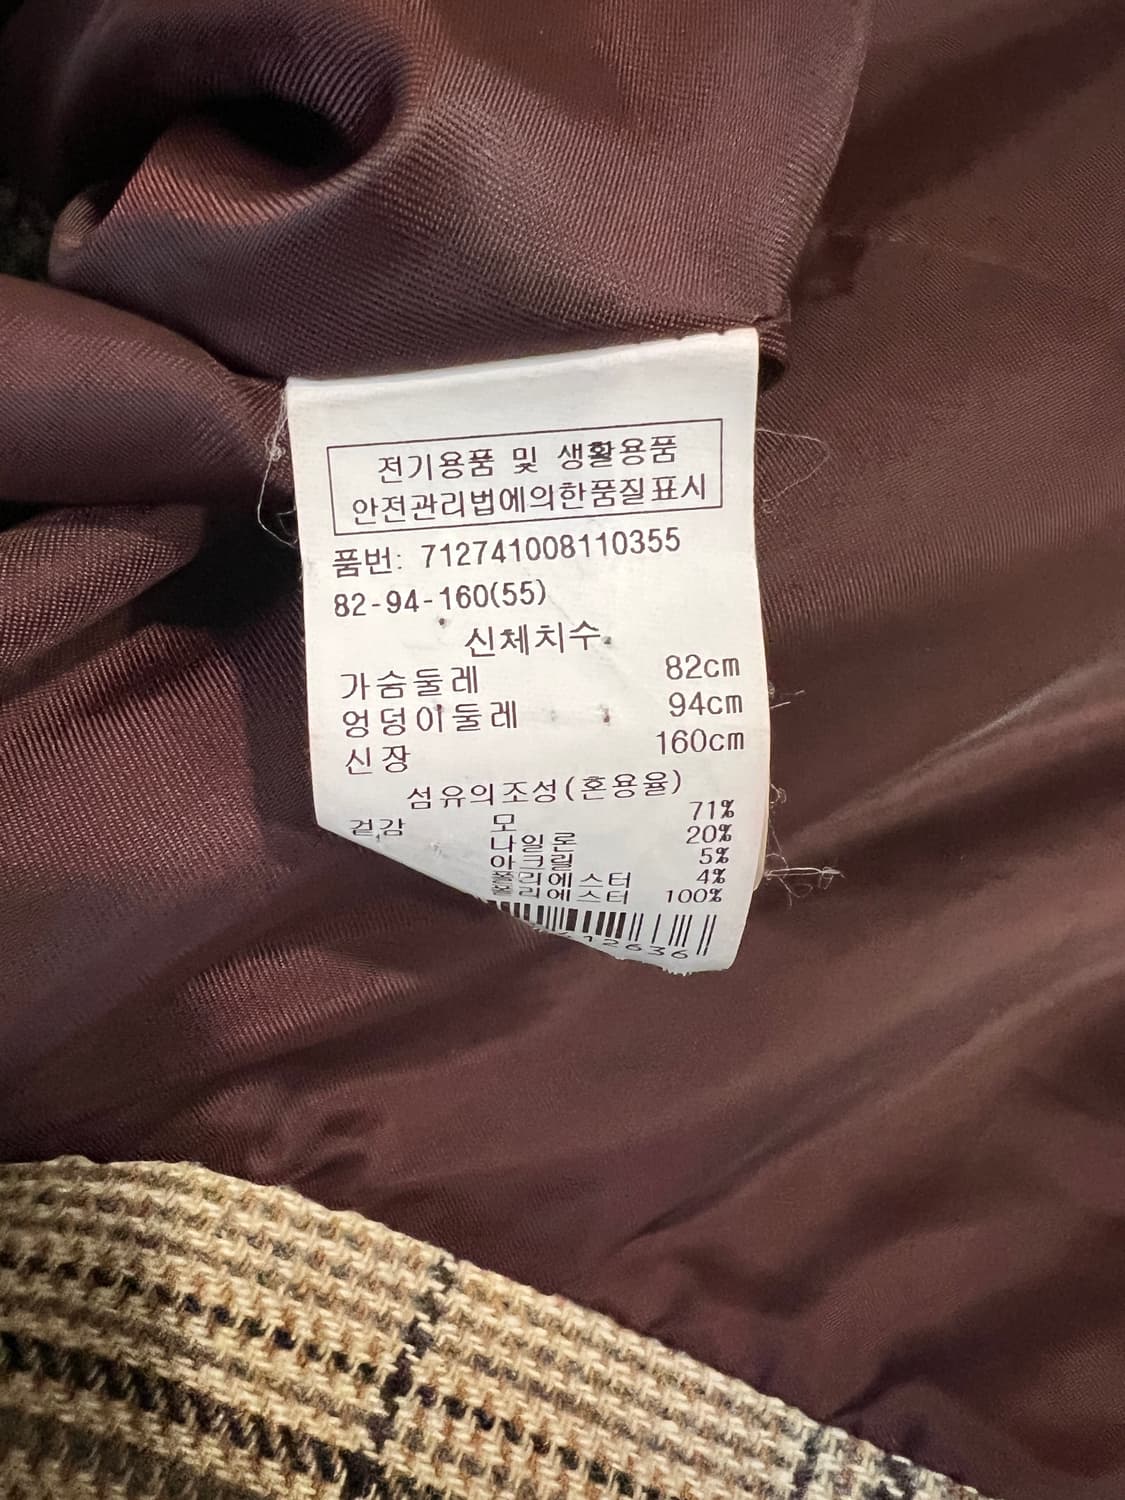 전기용품 및 생활용품
안전관리법에의한품질표시
품번: 712741008110355
82-94-160(55)
신체치수
가슴둘레 82cm
엉덩이둘레 94cm
신장 160cm
섬유의조성(혼용율)
겉감 모 71%
나일론 20%
아크릴 5%
폴리에스터 4%
폴리에스터 100%
12636